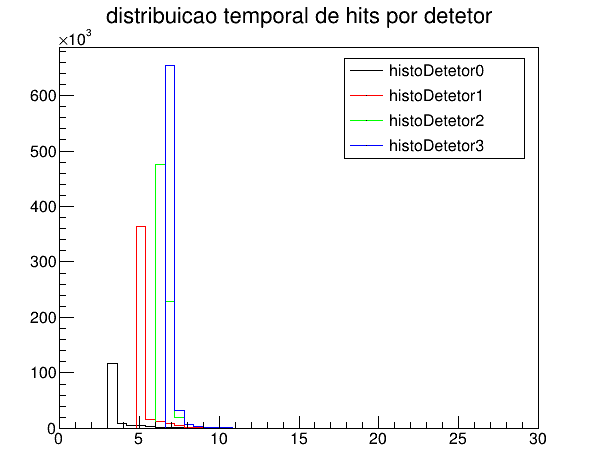 distribuicao temporal de hits por detetor
×10³
histoDetetor0
histoDetetor1
histoDetetor2
histoDetetor3
600
500
400
300
200
100
0
0 5 10 15 20 25 30